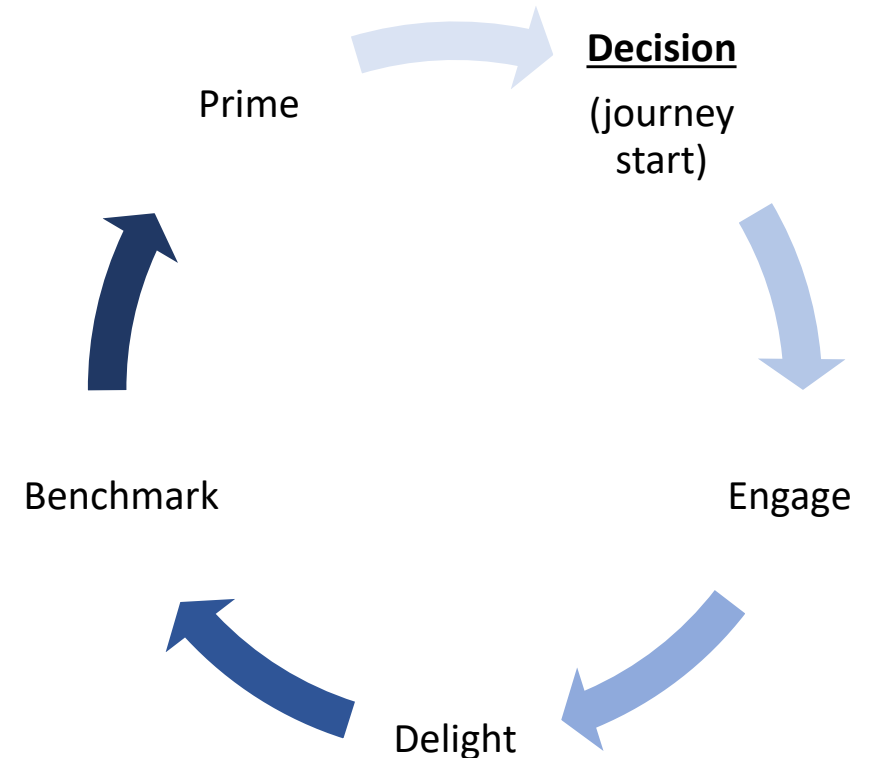 Decision
(journey
start)
Engage
Delight
Benchmark
Prime